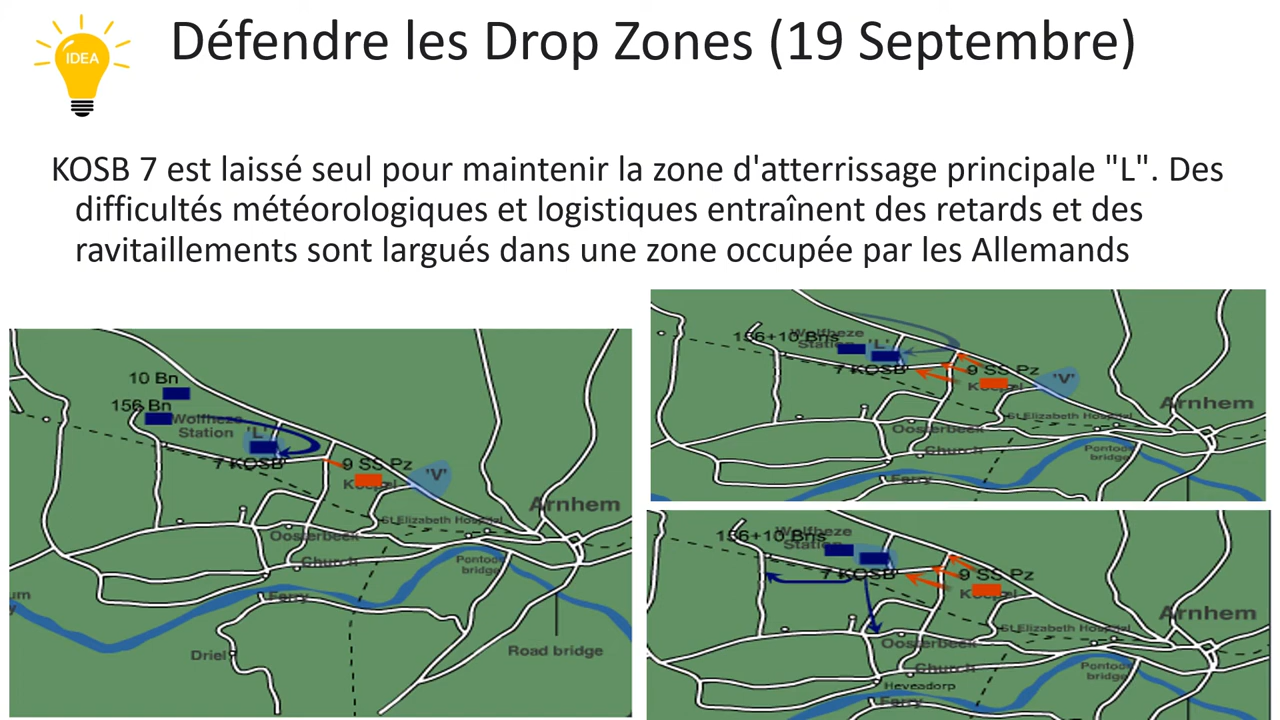 IDEA
Défendre les Drop Zones (19 Septembre)
KOSB 7 est laissé seul pour maintenir la zone d'atterrissage principale "L". Des
difficultés météorologiques et logistiques entraînent des retards et des
ravitaillements sont largués dans une zone occupée par les Allemands
10 Bn
156 Bn
Wolfheze
Station
'L'
7 KOSB'
9 SS Pz
Koepel
'V'
Arnhem
St Elizabeth Hospital
Oosterbeek
Church
Pontoon
bridge
Ferry
Driel
Road bridge
156+10 Bns
Wolfheze
Station
'L'
7 KOSB'
9 SS Pz
Koepel
'V'
Arnhem
St Elizabeth Hospital
Oosterbeek
Church
Pontoon
bridge
Ferry
156+10 Bns
Wolfheze
Station
7 KOSB'
9 SS Pz
Koepel
Arnhem
St Elizabeth Hospital
Oosterbeek
Church
Pontoon
bridge
Heveadorp
Ferry